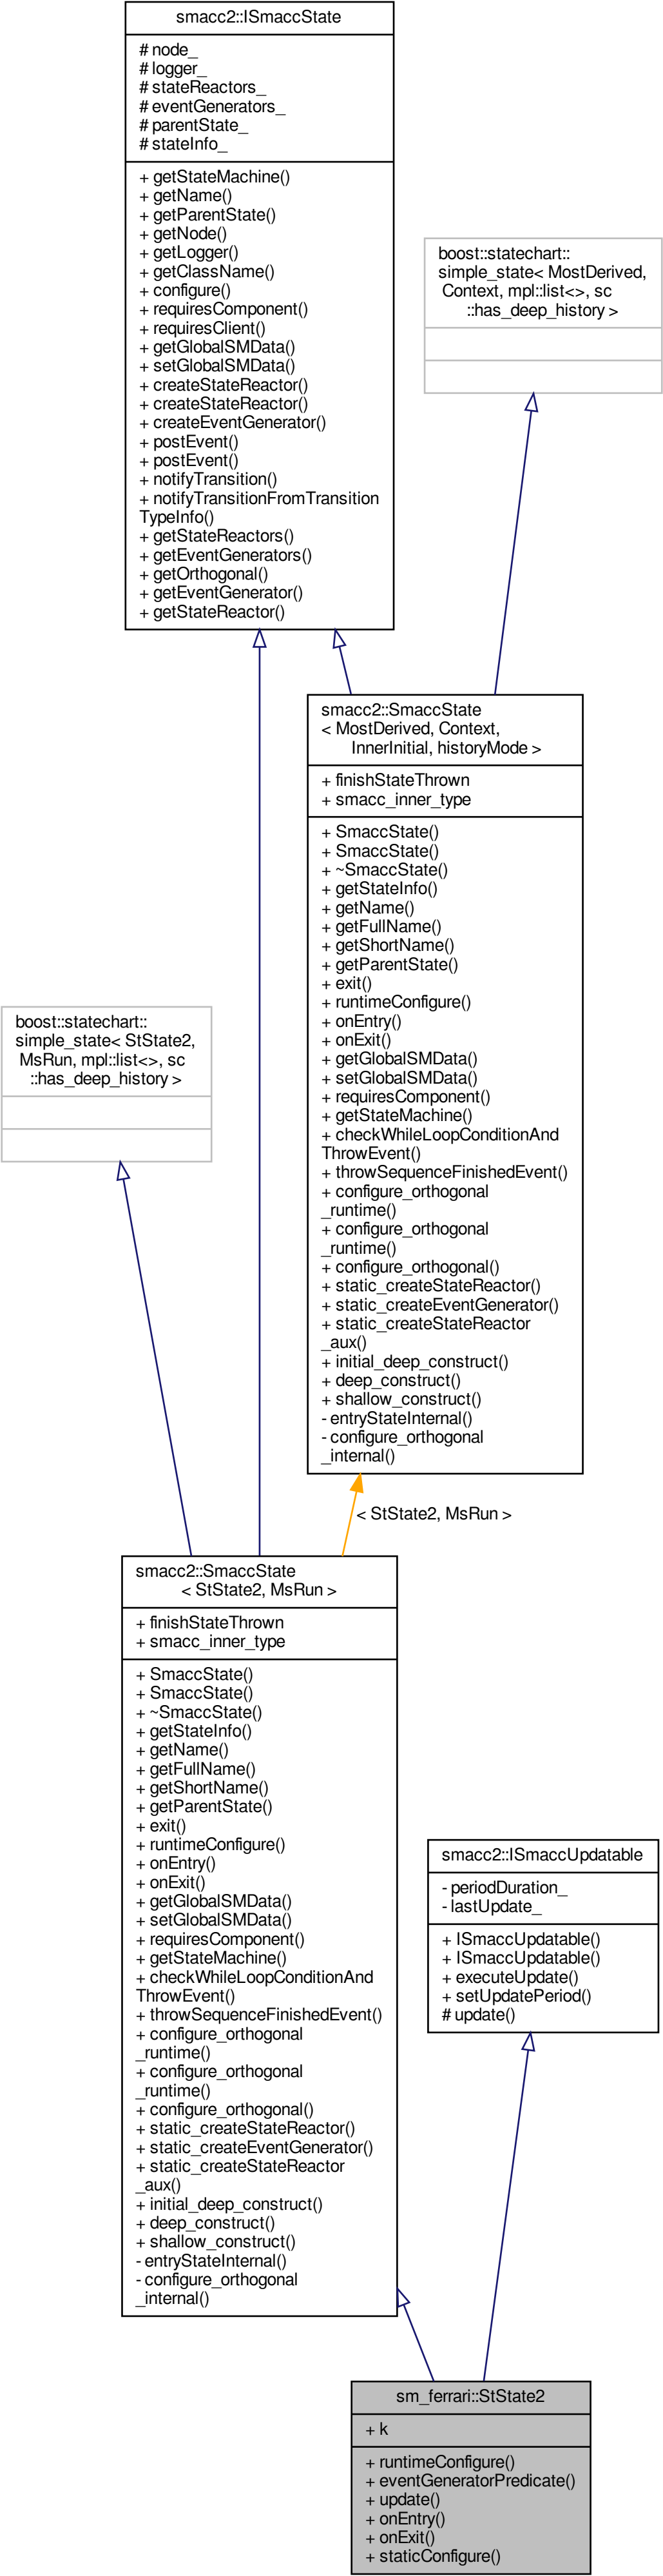 smacc2::ISmaccState
# node_
# logger_
# stateReactors_
# eventGenerators_
# parentState_
# stateInfo_
+ getStateMachine()
+ getName()
+ getParentState()
+ getNode()
+ getLogger()
+ getClassName()
+ configure()
+ requiresComponent()
+ requiresClient()
+ getGlobalSMData()
+ setGlobalSMData()
+ createStateReactor()
+ createStateReactor()
+ createEventGenerator()
+ postEvent()
+ postEvent()
+ notifyTransition()
+ notifyTransitionFromTransition
TypeInfo()
+ getStateReactors()
+ getEventGenerators()
+ getOrthogonal()
+ getEventGenerator()
+ getStateReactor()
boost::statechart::
simple_state< MostDerived,
Context, mpl::list<>, sc
::has_deep_history >
smacc2::SmaccState
< MostDerived, Context,
InnerInitial, historyMode >
+ finishStateThrown
+ smacc_inner_type
+ SmaccState()
+ SmaccState()
+ ~SmaccState()
+ getStateInfo()
+ getName()
+ getFullName()
+ getShortName()
+ getParentState()
+ exit()
+ runtimeConfigure()
+ onEntry()
+ onExit()
+ getGlobalSMData()
+ setGlobalSMData()
+ requiresComponent()
+ getStateMachine()
+ checkWhileLoopConditionAnd
ThrowEvent()
+ throwSequenceFinishedEvent()
+ configure_orthogonal
_runtime()
+ configure_orthogonal
_runtime()
+ configure_orthogonal()
+ static_createStateReactor()
+ static_createEventGenerator()
+ static_createStateReactor
_aux()
+ initial_deep_construct()
+ deep_construct()
+ shallow_construct()
- entryStateInternal()
- configure_orthogonal
_internal()
boost::statechart::
simple_state< StState2,
MsRun, mpl::list<>, sc
::has_deep_history >
< StState2, MsRun >
smacc2::SmaccState
< StState2, MsRun >
+ finishStateThrown
+ smacc_inner_type
+ SmaccState()
+ SmaccState()
+ ~SmaccState()
+ getStateInfo()
+ getName()
+ getFullName()
+ getShortName()
+ getParentState()
+ exit()
+ runtimeConfigure()
+ onEntry()
+ onExit()
+ getGlobalSMData()
+ setGlobalSMData()
+ requiresComponent()
+ getStateMachine()
+ checkWhileLoopConditionAnd
ThrowEvent()
+ throwSequenceFinishedEvent()
+ configure_orthogonal
_runtime()
+ configure_orthogonal
_runtime()
+ configure_orthogonal()
+ static_createStateReactor()
+ static_createEventGenerator()
+ static_createStateReactor
_aux()
+ initial_deep_construct()
+ deep_construct()
+ shallow_construct()
- entryStateInternal()
- configure_orthogonal
_internal()
smacc2::ISmaccUpdatable
- periodDuration_
- lastUpdate_
+ ISmaccUpdatable()
+ ISmaccUpdatable()
+ executeUpdate()
+ setUpdatePeriod()
# update()
sm_ferrari::StState2
+ k
+ runtimeConfigure()
+ eventGeneratorPredicate()
+ update()
+ onEntry()
+ onExit()
+ staticConfigure()